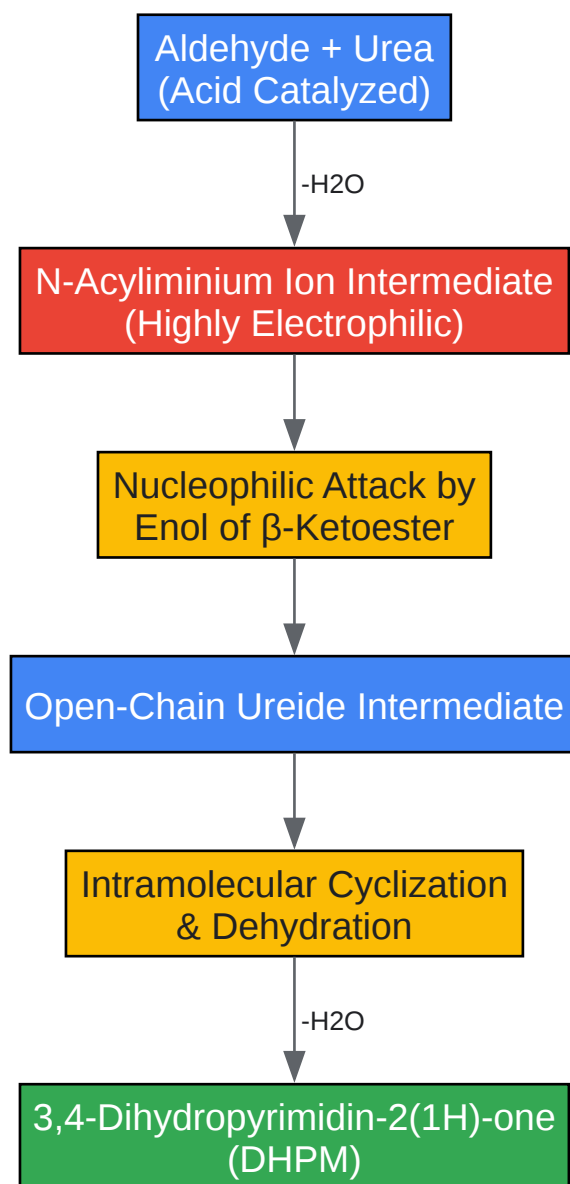 Aldehyde + Urea
(Acid Catalyzed)
-H2O
N-Acyliminium Ion Intermediate
(Highly Electrophilic)
Nucleophilic Attack by
Enol of β-Ketoester
Open-Chain Ureide Intermediate
Intramolecular Cyclization
& Dehydration
-H2O
3,4-Dihydropyrimidin-2(1H)-one
(DHPM)